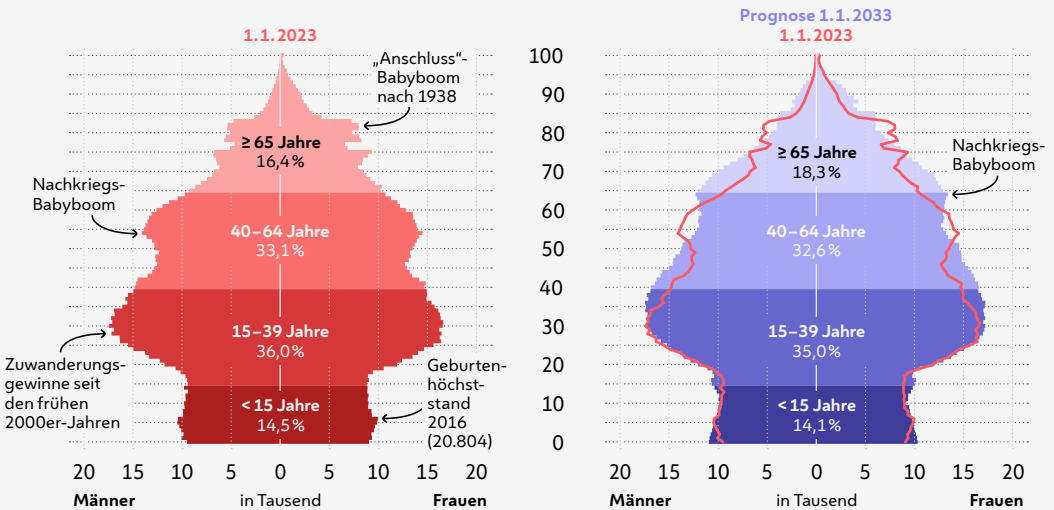 1.1.2023
„Anschluss“-
Babyboom
nach 1938
≥ 65 Jahre
16,4%
Nachkriegs-
Babyboom
40–64 Jahre
33,1%
15–39 Jahre
36,0%
Zuwanderungs-
gewinne seit
den frühen
2000er-Jahren
< 15 Jahre
14,5%
Geburten-
höchst-
stand
2016
(20.804)
20 15 10 5 0 5 10 15 20
Männer in Tausend Frauen
100
90
80
70
60
50
40
30
20
10
0
Prognose 1.1.2033
1.1.2023
≥ 65 Jahre
18,3%
Nachkriegs-
Babyboom
40–64 Jahre
32,6%
15–39 Jahre
35,0%
< 15 Jahre
14,1%
20 15 10 5 0 5 10 15 20
Männer in Tausend Frauen